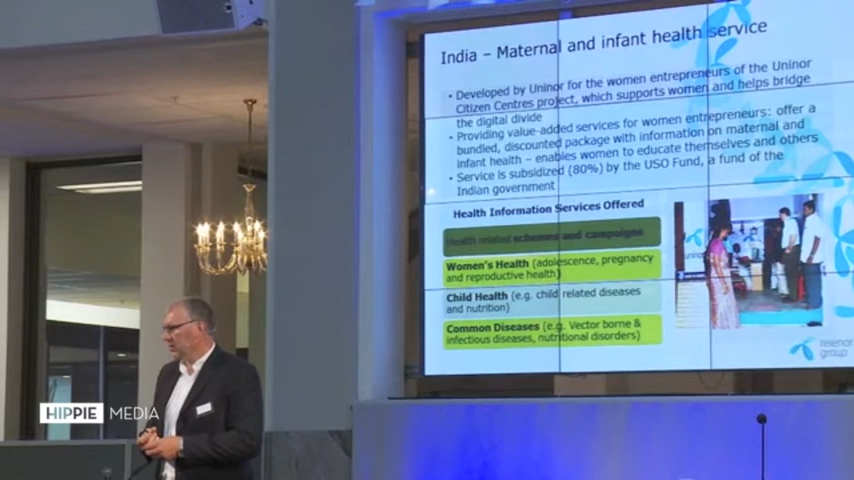 India – Maternal and infant health service
• Developed by Uninor for the women entrepreneurs of the Uninor
Citizen Centres project, which supports women and helps bridge
the digital divide
• Providing value-added services for women entrepreneurs: offer a
bundled, discounted package with information on maternal and
infant health – enables women to educate themselves and others
• Service is subsidized (80%) by the USO Fund, a fund of the
Indian government
Health Information Services Offered
Health related schemes and campaigns
Women's Health (adolescence, pregnancy
and reproductive health)
Child Health (e.g. child related diseases
and nutrition)
Common Diseases (e.g. Vector borne &
infectious diseases, nutritional disorders)
uninor
telenor
group
HIPPIE MEDIA